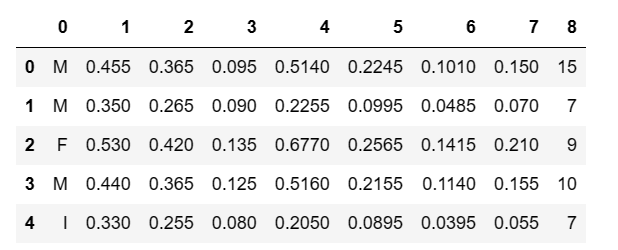 0 1 2 3 4 5 6 7 8
0 M 0.455 0.365 0.095 0.5140 0.2245 0.1010 0.150 15
1 M 0.350 0.265 0.090 0.2255 0.0995 0.0485 0.070 7
2 F 0.530 0.420 0.135 0.6770 0.2565 0.1415 0.210 9
3 M 0.440 0.365 0.125 0.5160 0.2155 0.1140 0.155 10
4 I 0.330 0.255 0.080 0.2050 0.0895 0.0395 0.055 7